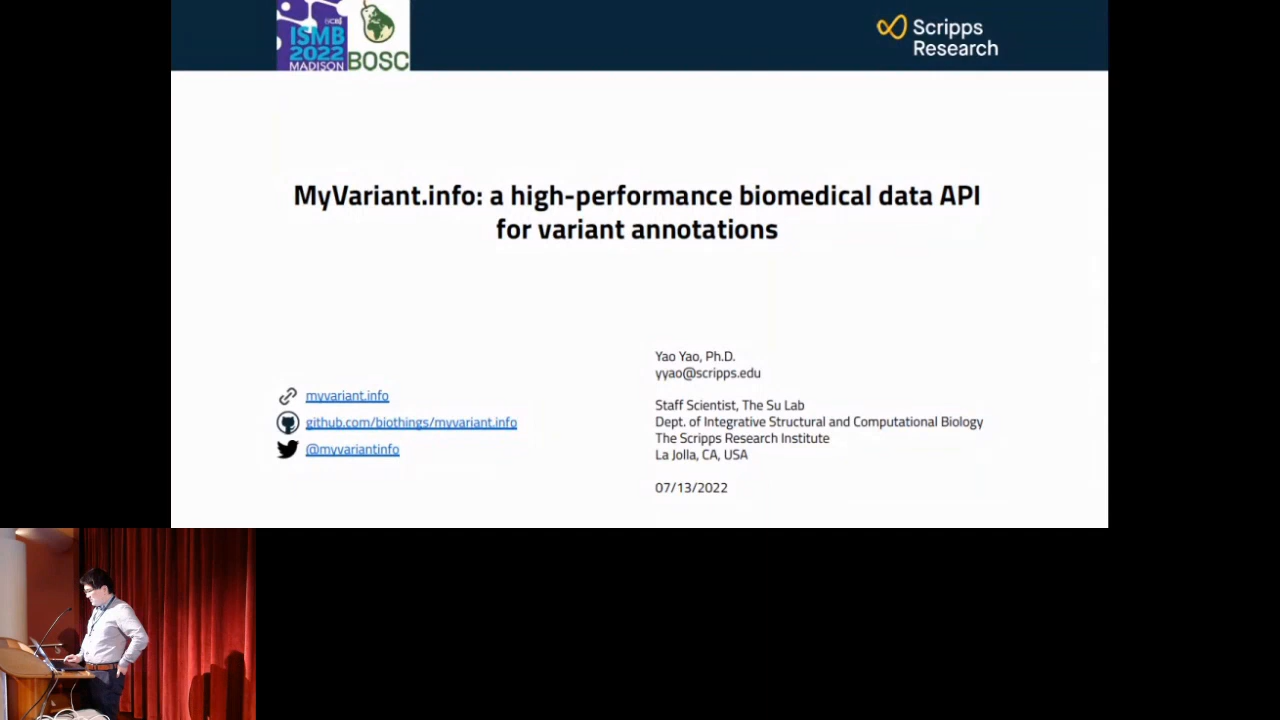 ISCB
ISMB
2022
MADISON
BOSC
Scripps
Research
MyVariant.info: a high-performance biomedical data API
for variant annotations
myvariant.info
github.com/biothings/myvariant.info
@myvariantinfo
Yao Yao, Ph.D.
yyao@scripps.edu
Staff Scientist, The Su Lab
Dept. of Integrative Structural and Computational Biology
The Scripps Research Institute
La Jolla, CA, USA
07/13/2022